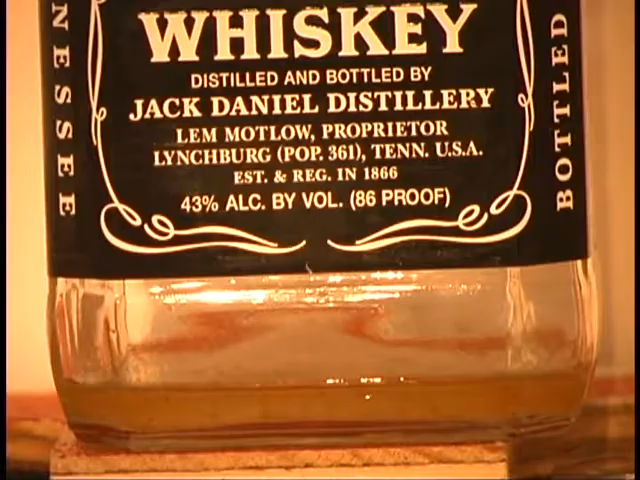 WHISKEY
DISTILLED AND BOTTLED BY
JACK DANIEL DISTILLERY
LEM MOTLOW, PROPRIETOR
LYNCHBURG (POP. 361), TENN. U.S.A.
EST. & REG. IN 1866
43% ALC. BY VOL. (86 PROOF)
NESSEE
BOTTLED